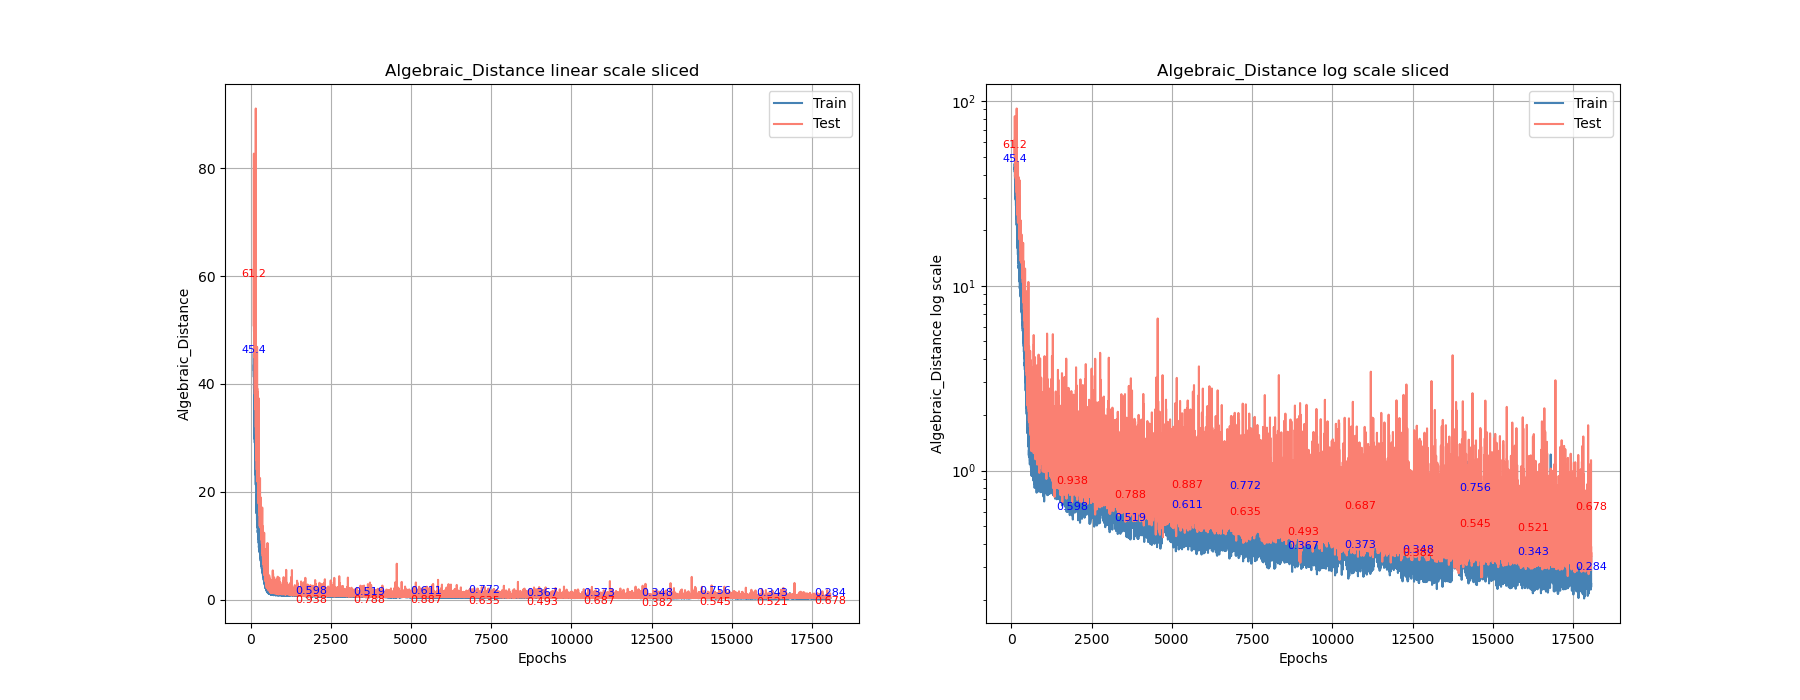 Algebraic_Distance linear scale sliced
Train
Test
80
60
40
20
0
Algebraic_Distance
61.2
45.4
0.598 0.519 0.611 0.772 0.367 0.373 0.348 0.756 0.343 0.284
0.938 0.788 0.887 0.635 0.493 0.687 0.382 0.545 0.521 0.678
0 2500 5000 7500 10000 12500 15000 17500
Epochs
Algebraic_Distance log scale sliced
Train
Test
10²
10¹
10⁰
Algebraic_Distance log scale
61.2
45.4
0.938
0.598
0.788
0.519
0.887
0.611
0.772
0.635
0.493
0.367
0.687
0.373
0.348
0.382
0.756
0.545
0.521
0.343
0.678
0.284
0 2500 5000 7500 10000 12500 15000 17500
Epochs